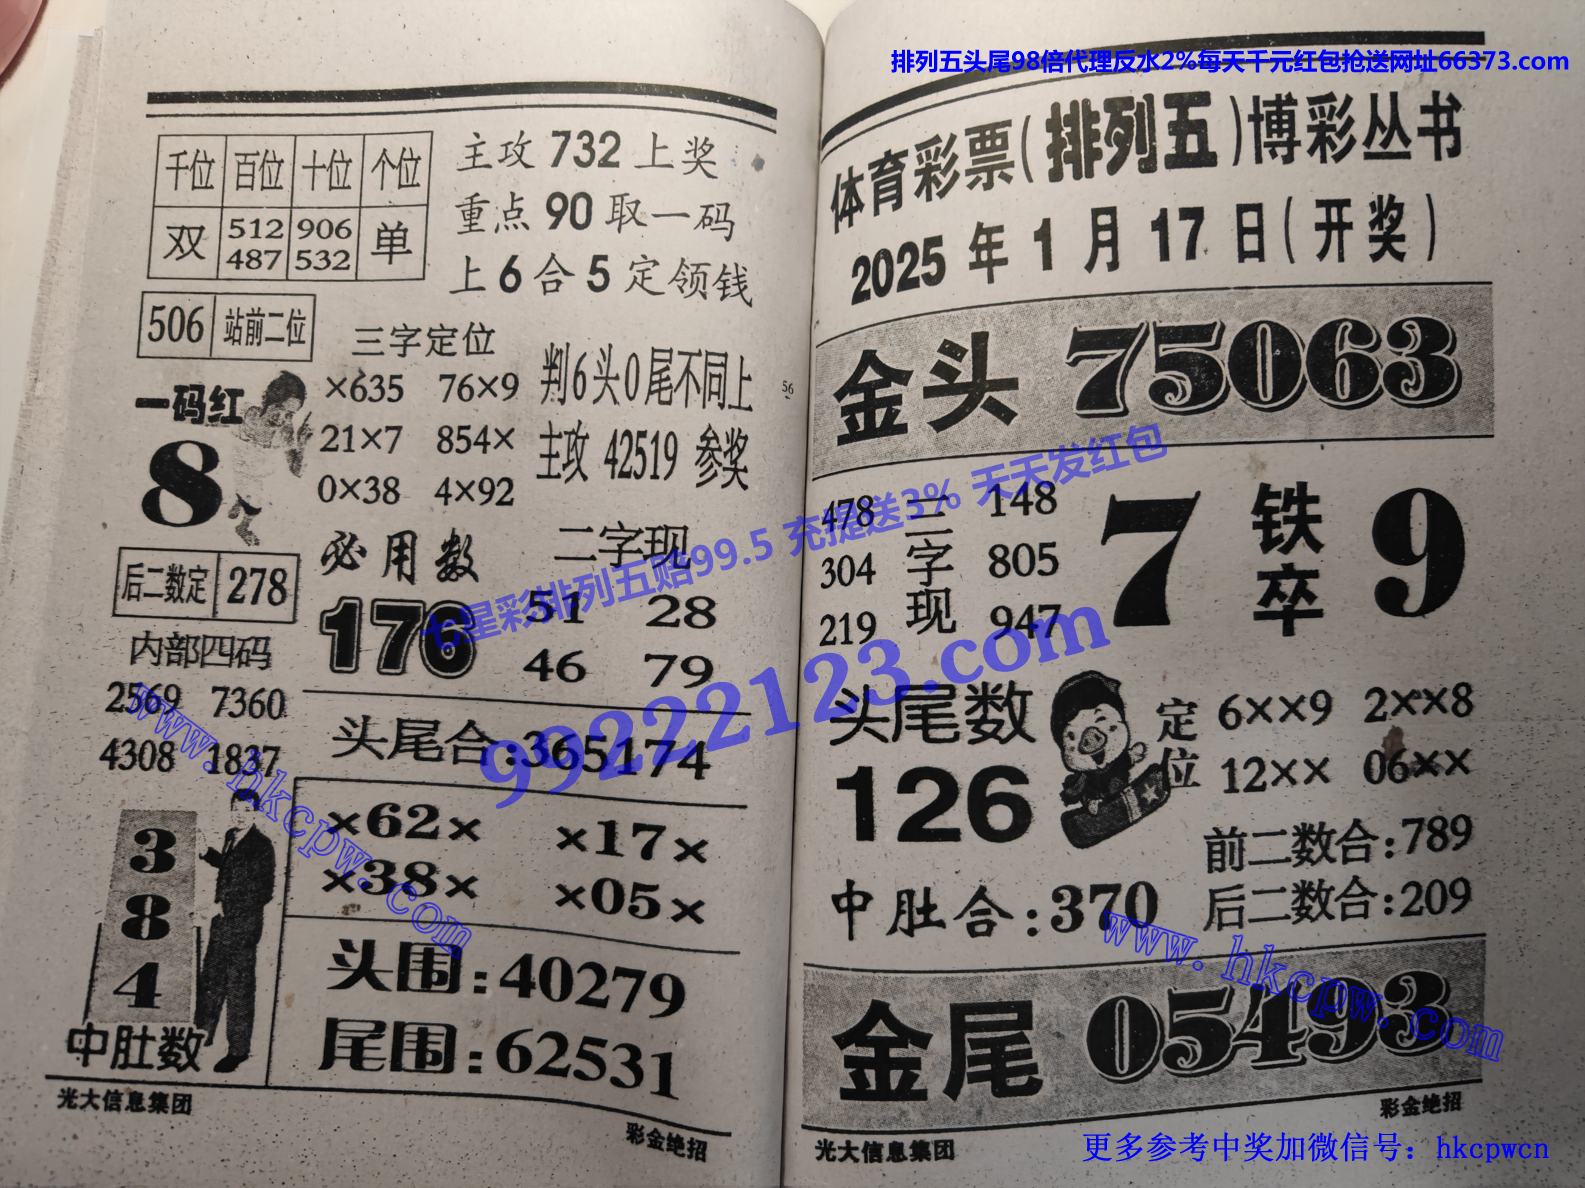 排列五头尾98倍代理反水2%每天千元红包抢送网址66373.com
千位 百位 十位 个位
双 512 487 906 532 单
主攻 732 上奖
重点 90 取一码
上 6 合 5 定领钱
506 站前二位
三字定位
×635 76×9
21×7 854×
0×38 4×92
判6头0尾不同上
主攻 42519 参奖
一码红
8
必用数
176
二字现
51 28
46 79
后二数定 278
内部四码
2569 7360
4308 1837
头尾合:365174
×62× ×17×
×38× ×05×
3
8
4
中肚数
头围:40279
尾围:62531
光大信息集团
彩金绝招
56
体育彩票(排列五)博彩丛书
2025年1月17日(开奖)
金头 75063
三字现
478 148
304 805
219 947
7 铁卒 9
头尾数
126
定位
6××9 2××8
12×× 06××
前二数合:789
后二数合:209
中肚合:370
金尾 05493
光大信息集团
彩金绝招
七星彩排列五赔99.5 充提送3% 天天发红包
99222123.com
www.hkcpw.com
www.hkcpw.com
更多参考中奖加微信号：hkcpwcn